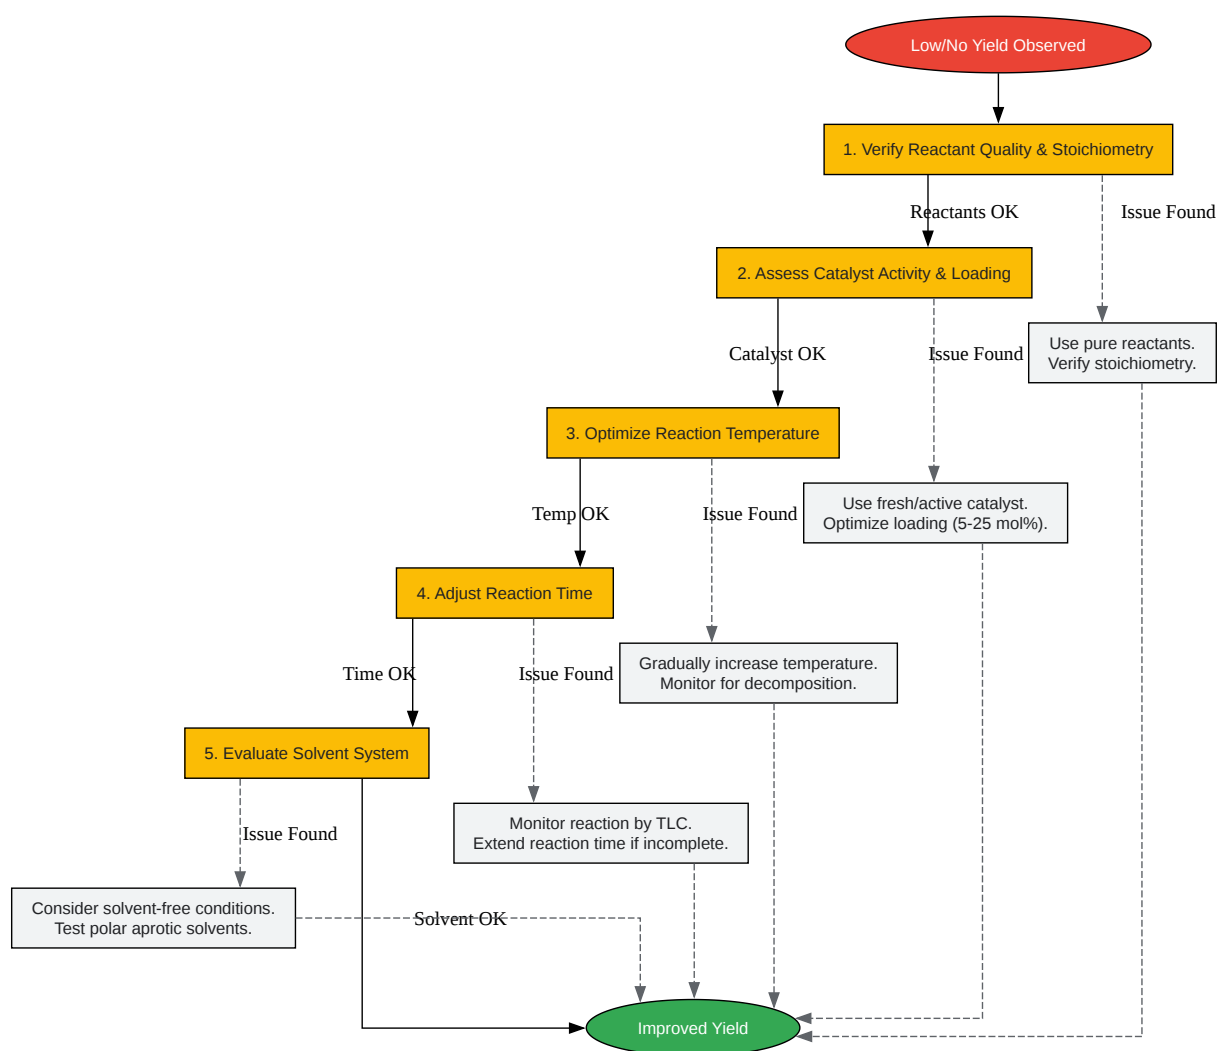 Low/No Yield Observed
1. Verify Reactant Quality & Stoichiometry
Reactants OK
Issue Found
2. Assess Catalyst Activity & Loading
Use pure reactants.
Verify stoichiometry.
Catalyst OK
Issue Found
3. Optimize Reaction Temperature
Use fresh/active catalyst.
Optimize loading (5-25 mol%).
Temp OK
Issue Found
4. Adjust Reaction Time
Gradually increase temperature.
Monitor for decomposition.
Time OK
Issue Found
5. Evaluate Solvent System
Monitor reaction by TLC.
Extend reaction time if incomplete.
Issue Found
Consider solvent-free conditions.
Test polar aprotic solvents.
Solvent OK
Improved Yield